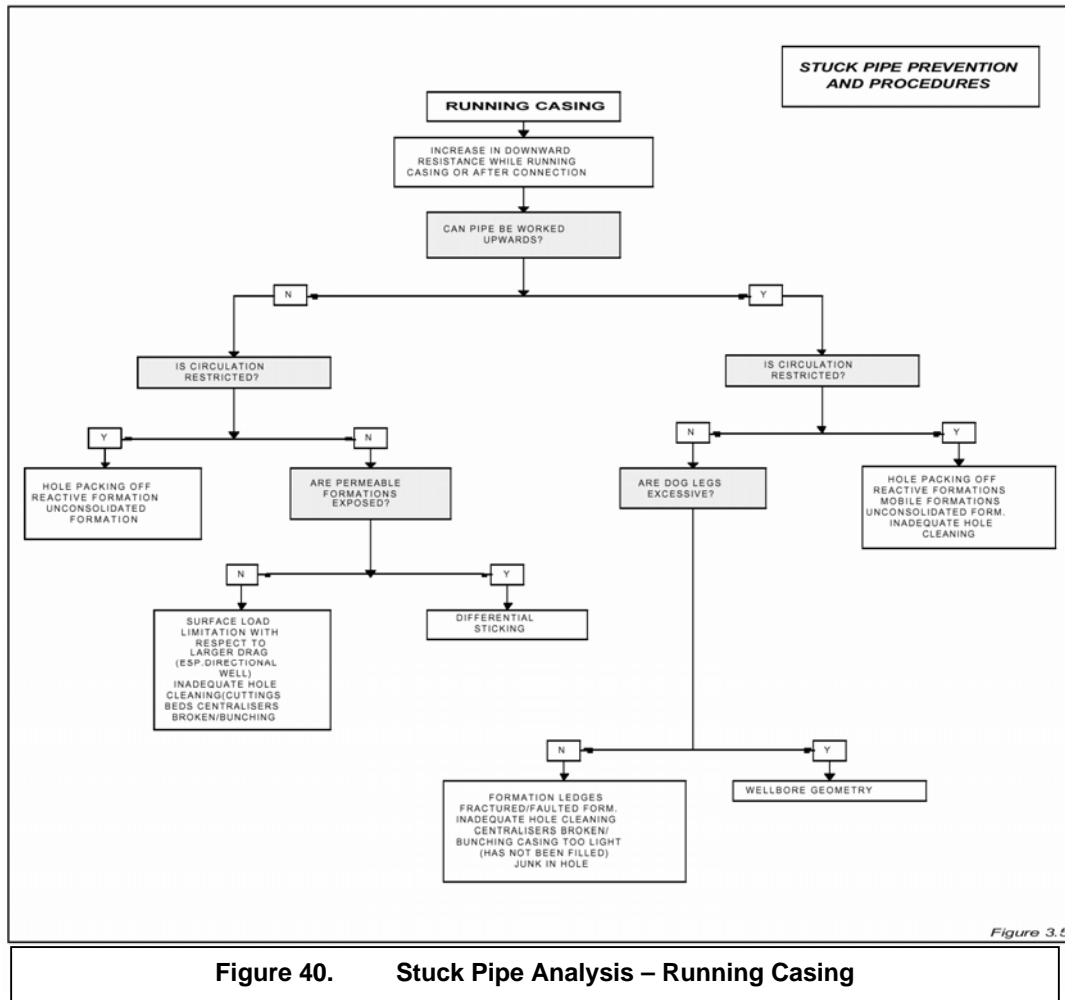 STUCK PIPE PREVENTION
AND PROCEDURES
RUNNING CASING
INCREASE IN DOWNWARD
RESISTANCE WHILE RUNNING
CASING OR AFTER CONNECTION
CAN PIPE BE WORKED
UPWARDS?
N
Y
IS CIRCULATION
RESTRICTED?
IS CIRCULATION
RESTRICTED?
Y
N
N
Y
HOLE PACKING OFF
REACTIVE FORMATION
UNCONSOLIDATED
FORMATION
ARE PERMEABLE
FORMATIONS
EXPOSED?
ARE DOG LEGS
EXCESSIVE?
HOLE PACKING OFF
REACTIVE FORMATIONS
MOBILE FORMATIONS
UNCONSOLIDATED FORM.
INADEQUATE HOLE
CLEANING
N
Y
SURFACE LOAD
LIMITATION WITH
RESPECT TO
LARGER DRAG
(ESP.DIRECTIONAL
WELL)
INADEQUATE HOLE
CLEANING(CUTTINGS
BEDS CENTRALISERS
BROKEN/BUNCHING
DIFFERENTIAL
STICKING
N
Y
FORMATION LEDGES
FRACTURED/FAULTED FORM.
INADEQUATE HOLE CLEANING
CENTRALISERS BROKEN/
BUNCHING CASING TOO LIGHT
(HAS NOT BEEN FILLED)
JUNK IN HOLE
WELLBORE GEOMETRY
Figure 3.5
Figure 40. Stuck Pipe Analysis – Running Casing